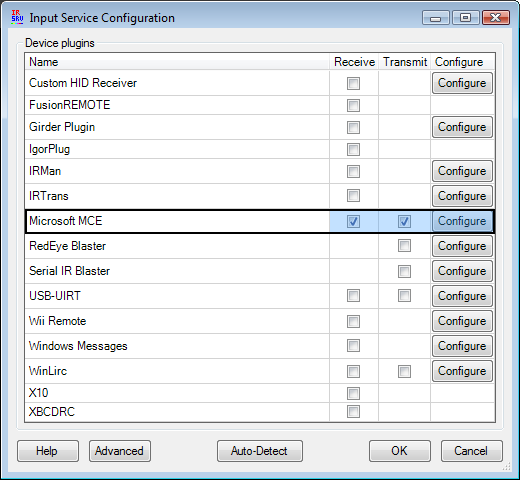 IR SRV Input Service Configuration
Device plugins
Name Receive Transmit Configure
Custom HID Receiver Configure
FusionREMOTE
Girder Plugin Configure
IgorPlug
IRMan Configure
IRTrans Configure
Microsoft MCE Configure
RedEye Blaster Configure
Serial IR Blaster Configure
USB-UIRT Configure
Wii Remote Configure
Windows Messages Configure
WinLirc Configure
X10
XBCDRC
Help Advanced Auto-Detect OK Cancel